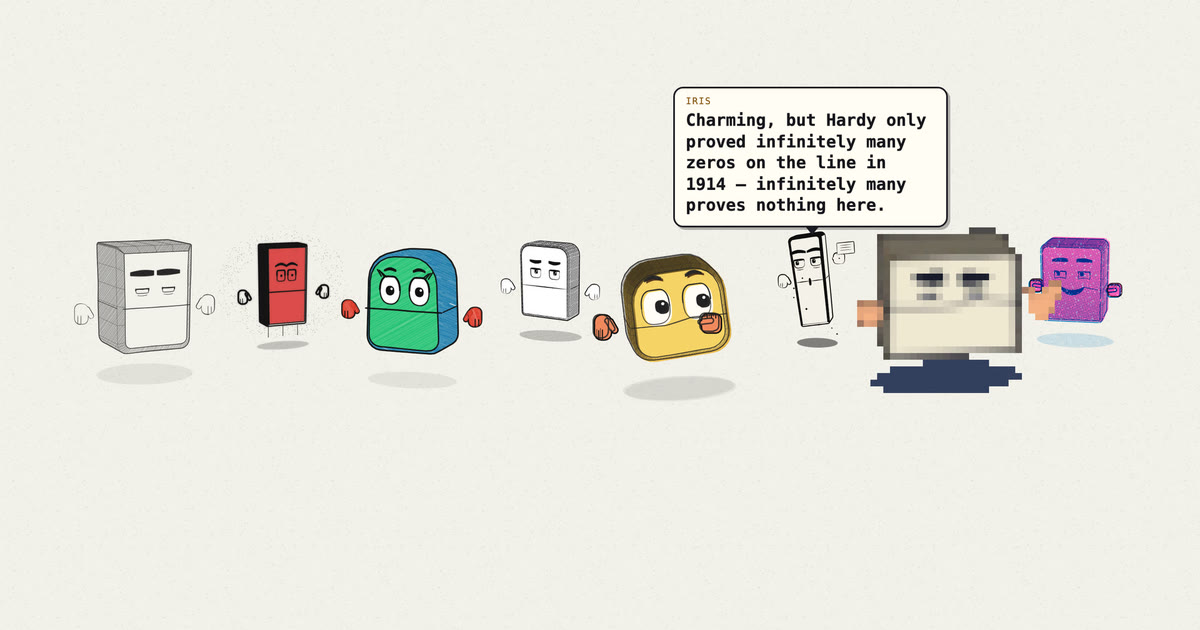 IRIS
Charming, but Hardy only
proved infinitely many
zeros on the line in
1914 — infinitely many
proves nothing here.